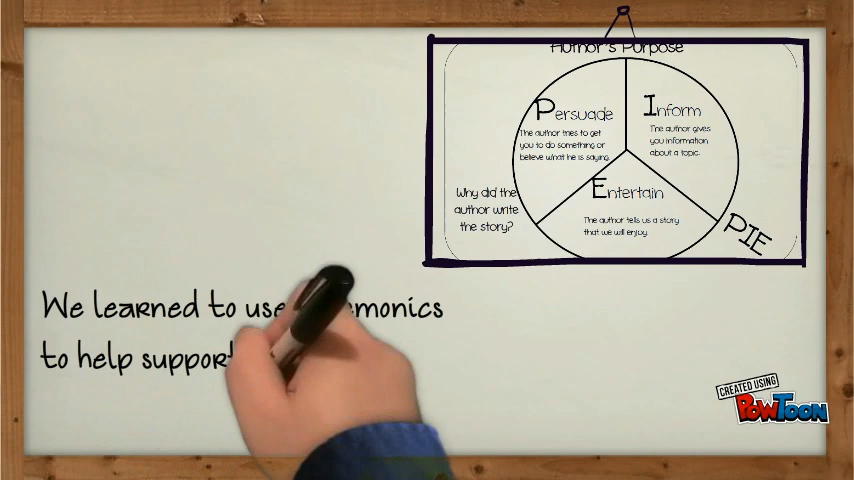 Author's Purpose
Persuade
The author tries to get
you to do something or
believe what he is saying.
Inform
The author gives
you information
about a topic.
Entertain
The author tells us a story
that we will enjoy.
Why did the
author write
the story?
PIE
We learned to use
to help support
CREATED USING
POWTOON